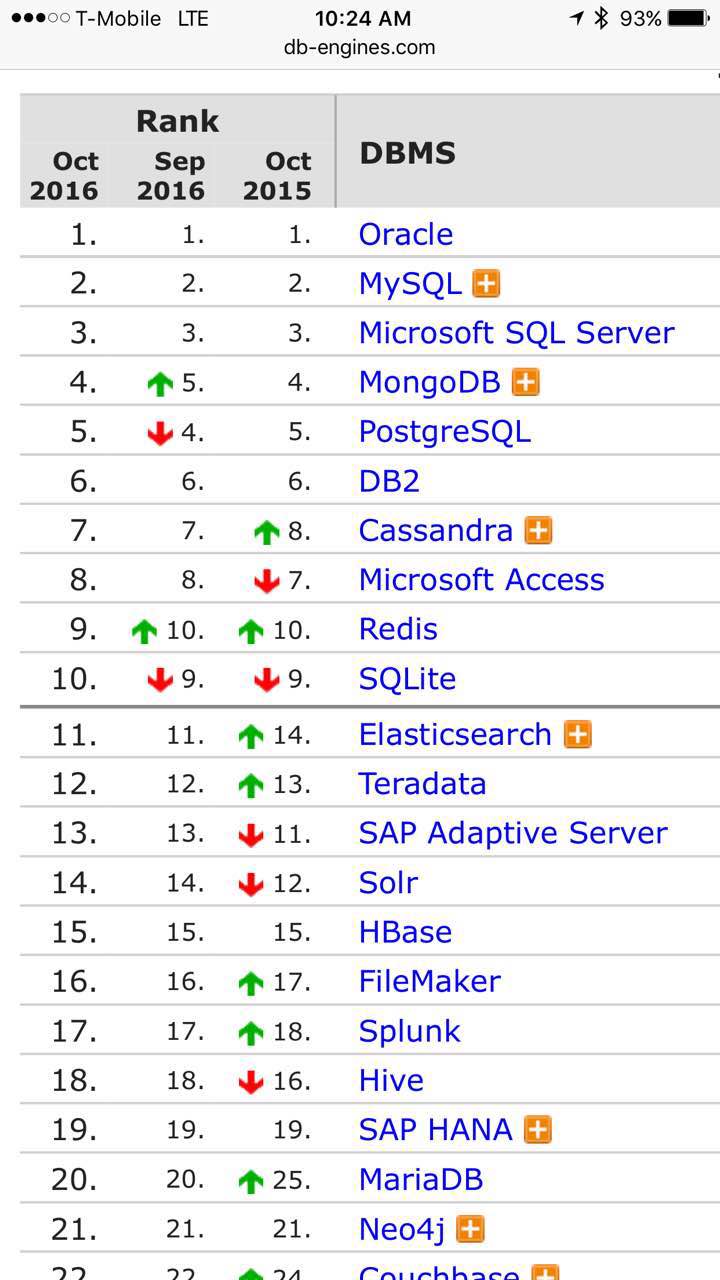 T-Mobile LTE 10:24 AM 93%
db-engines.com
Rank
DBMS
Oct 2016 Sep 2016 Oct 2015
1. 1. 1. Oracle
2. 2. 2. MySQL
3. 3. 3. Microsoft SQL Server
4. 5. 4. MongoDB
5. 4. 5. PostgreSQL
6. 6. 6. DB2
7. 7. 8. Cassandra
8. 8. 7. Microsoft Access
9. 10. 10. Redis
10. 9. 9. SQLite
11. 11. 14. Elasticsearch
12. 12. 13. Teradata
13. 13. 11. SAP Adaptive Server
14. 14. 12. Solr
15. 15. 15. HBase
16. 16. 17. FileMaker
17. 17. 18. Splunk
18. 18. 16. Hive
19. 19. 19. SAP HANA
20. 20. 25. MariaDB
21. 21. 21. Neo4j
22. 22. 24. Couchbase